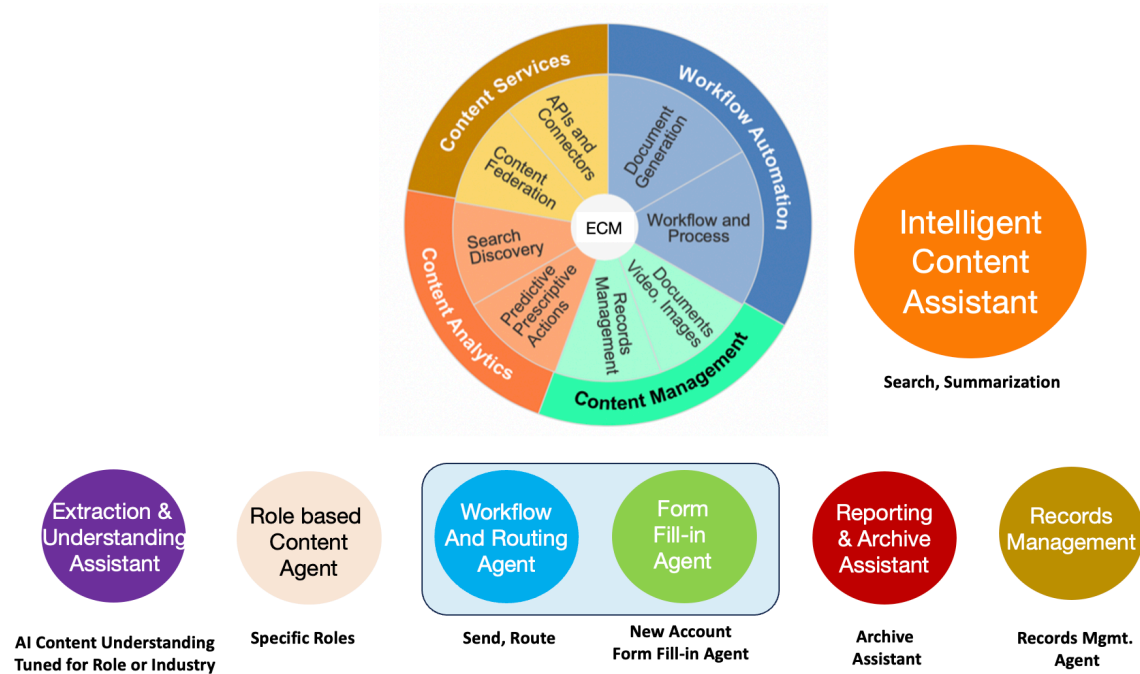 Content Services
Workflow Automation
APIs and
Connectors
Document
Generation
Content
Federation
ECM
Workflow and
Process
Search
Discovery
Predictive
Prescriptive
Actions
Records
Management
Documents
Video, Images
Content Analytics
Content Management
Intelligent
Content
Assistant
Search, Summarization
Extraction &
Understanding
Assistant
Role based
Content
Agent
Workflow
And Routing
Agent
Form
Fill-in
Agent
Reporting
& Archive
Assistant
Records
Management
AI Content Understanding
Tuned for Role or Industry
Specific Roles
Send, Route
New Account
Form Fill-in Agent
Archive
Assistant
Records Mgmt.
Agent